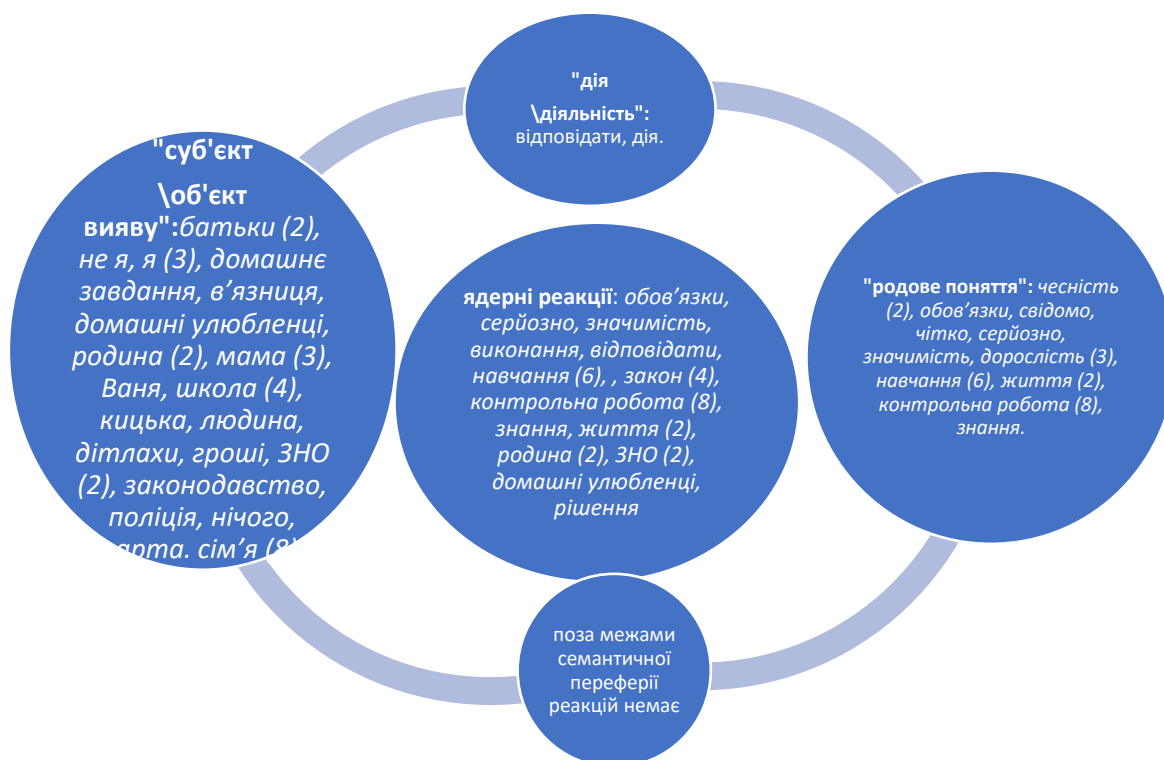 "дія
\діяльність":
відповідати, дія.
"суб'єкт
\об'єкт
вияву":батьки (2),
не я, я (3), домашнє
завдання, в’язниця,
домашні улюбленці,
родина (2), мама (3),
Ваня, школа (4),
кицька, людина,
дітлахи, гроші, ЗНО
(2), законодавство,
поліція, нічого,
сім’я (8)
ядерні реакції: обов’язки,
серйозно, значимість,
виконання, відповідати,
навчання (6), , закон (4),
контрольна робота (8),
знання, життя (2),
родина (2), ЗНО (2),
домашні улюбленці,
рішення
"родове поняття": чесність
(2), обов’язки, свідомо,
чітко, серйозно,
значимість, дорослість (3),
навчання (6), життя (2),
контрольна робота (8),
знання.
поза межами
семантичної
переферії
реакцій немає